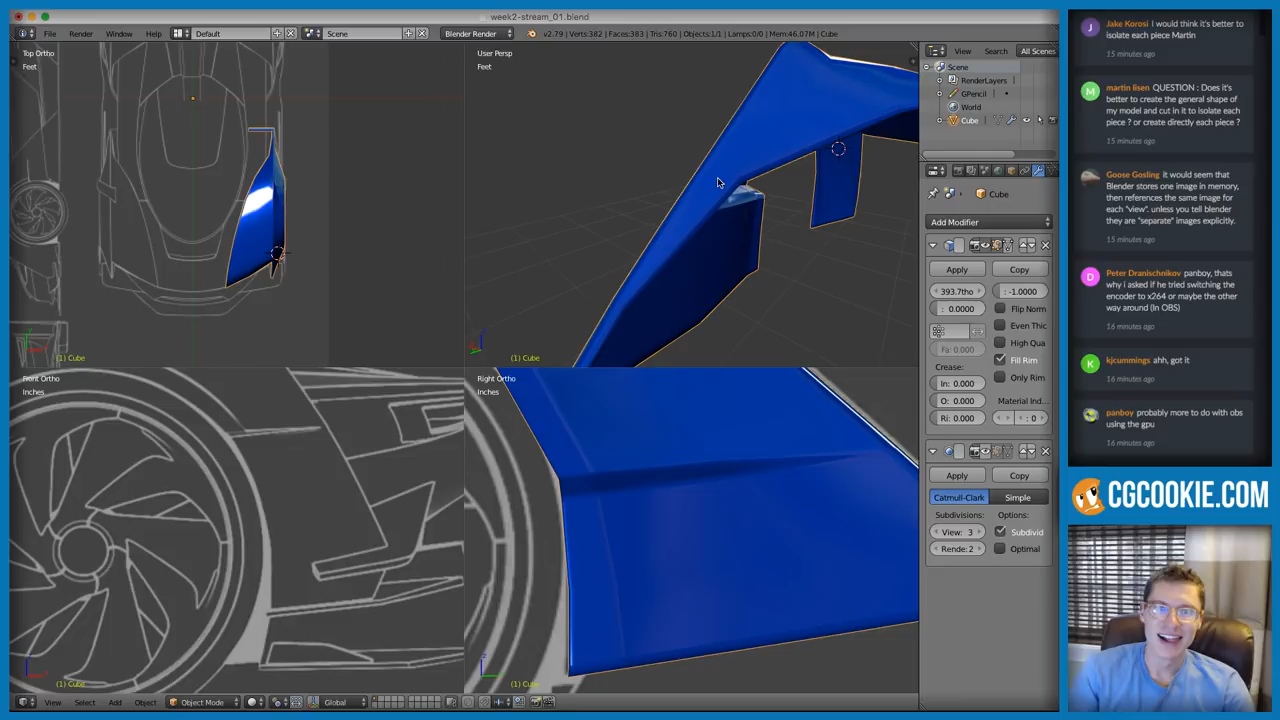 week2-stream_01.blend
File Render Window Help Default Scene Blender Render v2.79 | Verts:382 | Faces:383 | Tris:760 | Objects:1/1 | Lamps:0/0 | Mem:46.07M | Cube
Top Ortho
Feet
(1) Cube
User Persp
Feet
(1) Cube
Front Ortho
Inches
(1) Cube
Right Ortho
Inches
(1) Cube
View Select Add Object Object Mode Global
View Search All Scenes
Scene
RenderLayers
GPencil
World
Cube
Cube
Add Modifier
Apply Copy
393.7tho : -1.0000
: 0.0000 Flip Norm
Even Thic
High Qua
Fa: 0.000 Fill Rim
Crease: Only Rim
In: 0.000
O: 0.000 Material Ind...
Ri: 0.000 : 0
Apply Copy
Catmull-Clark Simple
Subdivisions: Options:
View: 3 Subdivid
Rende: 2 Optimal
Jake Korosi I would think it's better to
isolate each piece Martin
15 minutes ago
martin lisen QUESTION : Does it's
better to create the general shape of
my model and cut in it to isolate each
piece ? or create directly each piece ?
15 minutes ago
Goose Gosling it would seem that
Blender stores one image in memory,
then references the same image for
each "view". unless you tell blender
they are "separate" images explicitly.
15 minutes ago
Peter Dranischnikov panboy, thats
why i asked if he tried switching the
encoder to x264 or maybe the other
way around (In OBS)
16 minutes ago
kjcummings ahh, got it
16 minutes ago
panboy probably more to do with obs
using the gpu
16 minutes ago
CGCOOKIE.COM